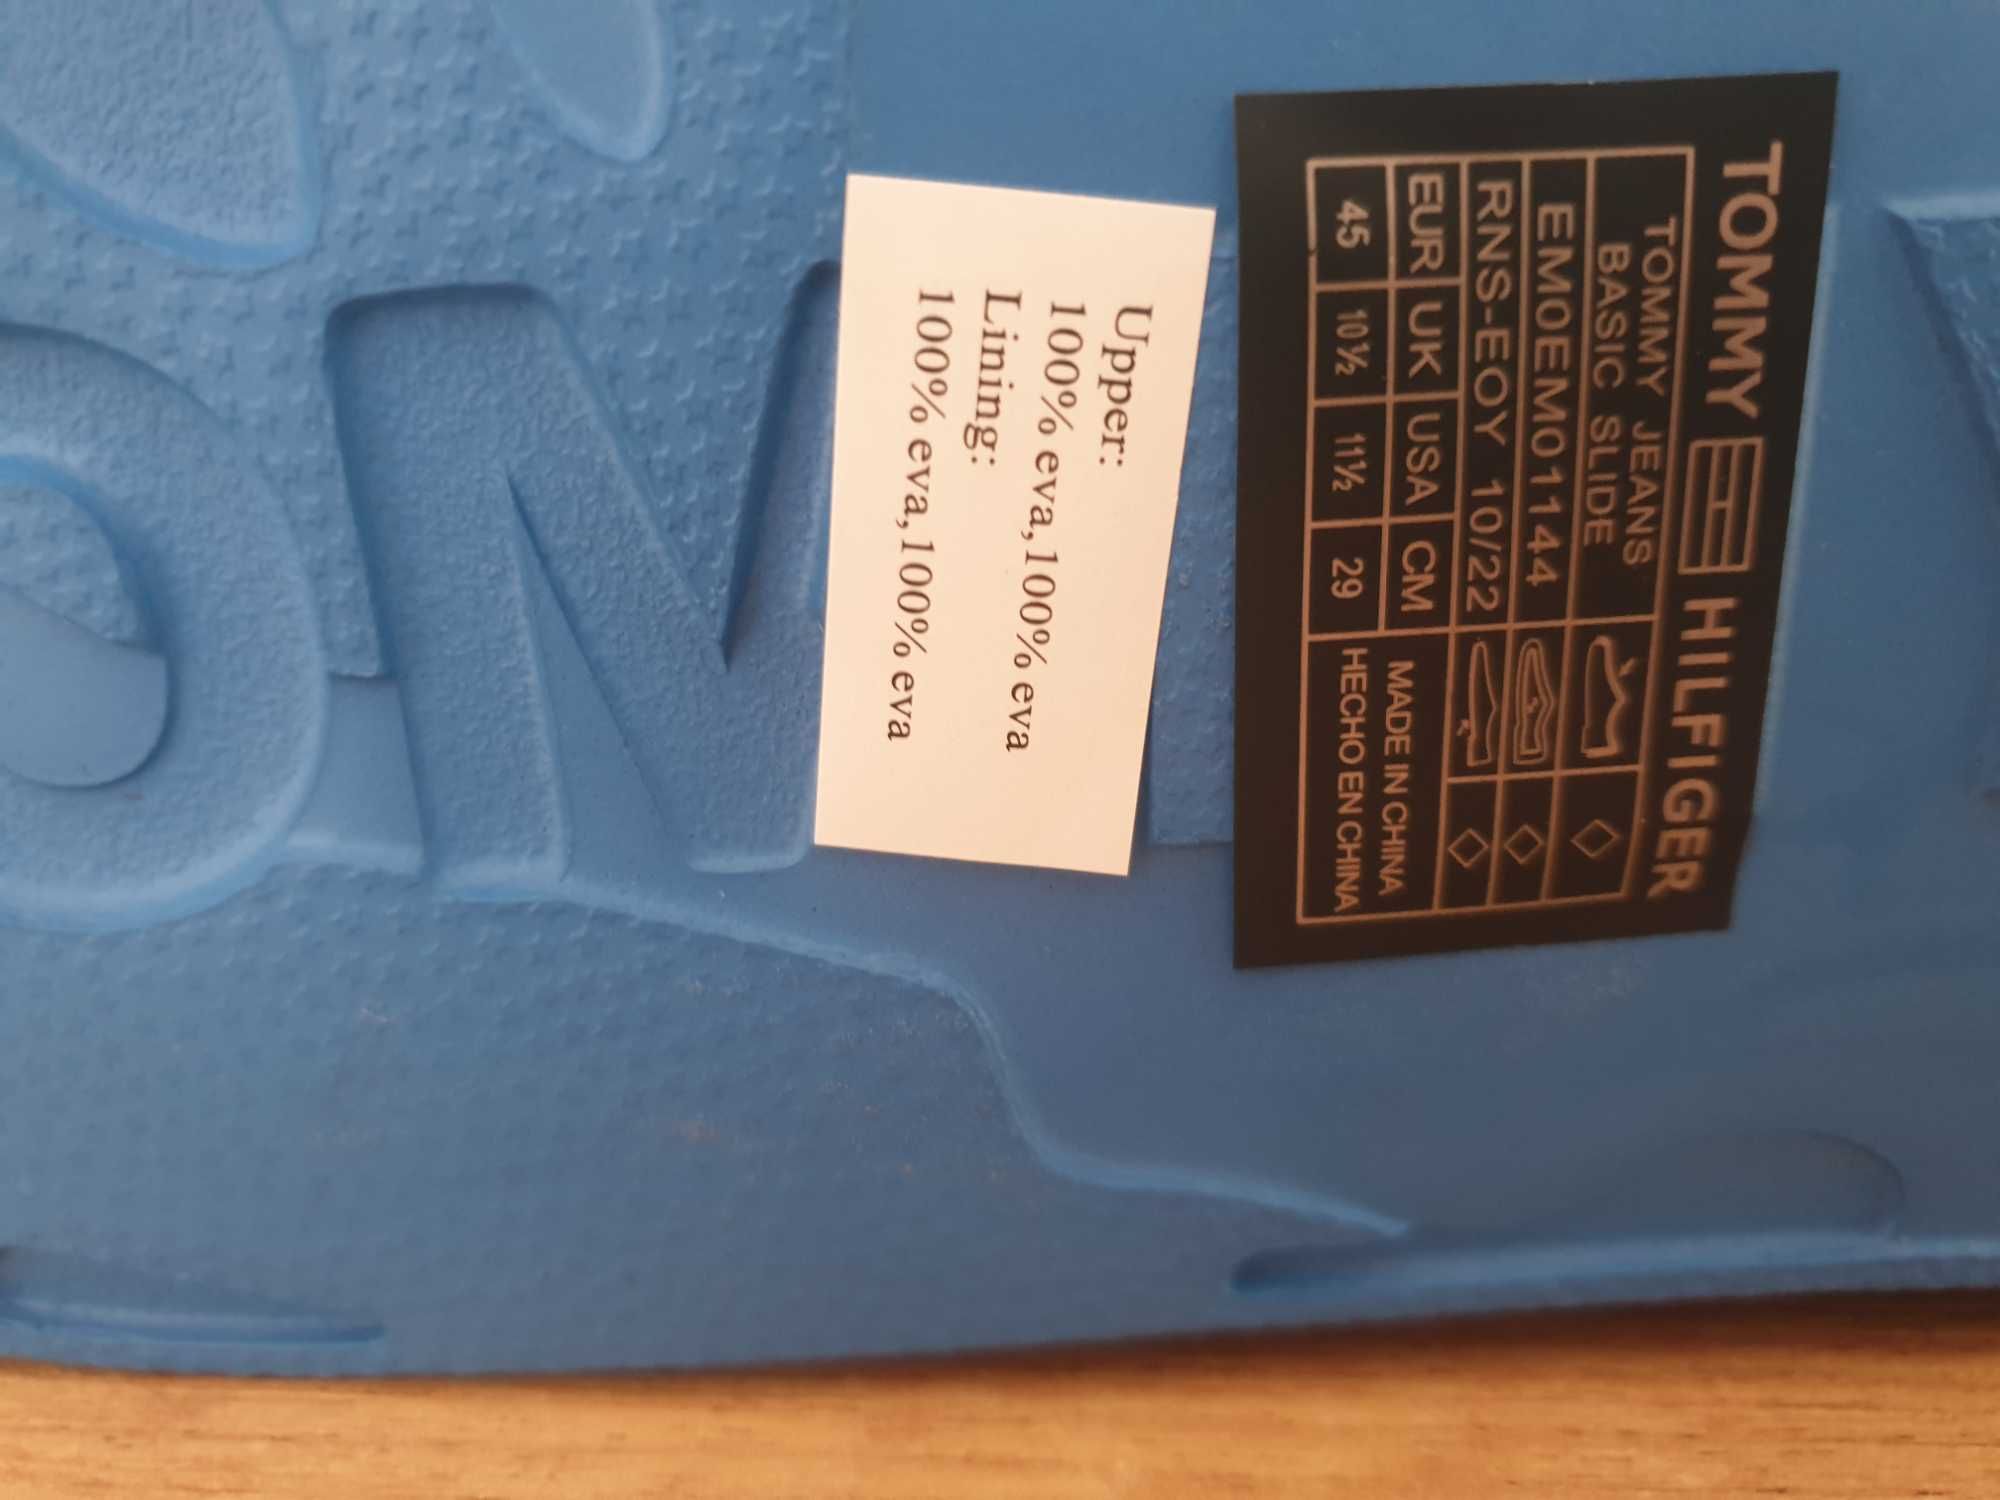 TOMMY HILFIGER
TOMMY JEANS
BASIC SLIDE
EM0EM01144
RNS-EOY 10/22
EUR UK USA CM
45 10½ 11½ 29
MADE IN CHINA
HECHO EN CHINA
Upper:
100% eva,100% eva
Lining:
100% eva,100% eva
OM